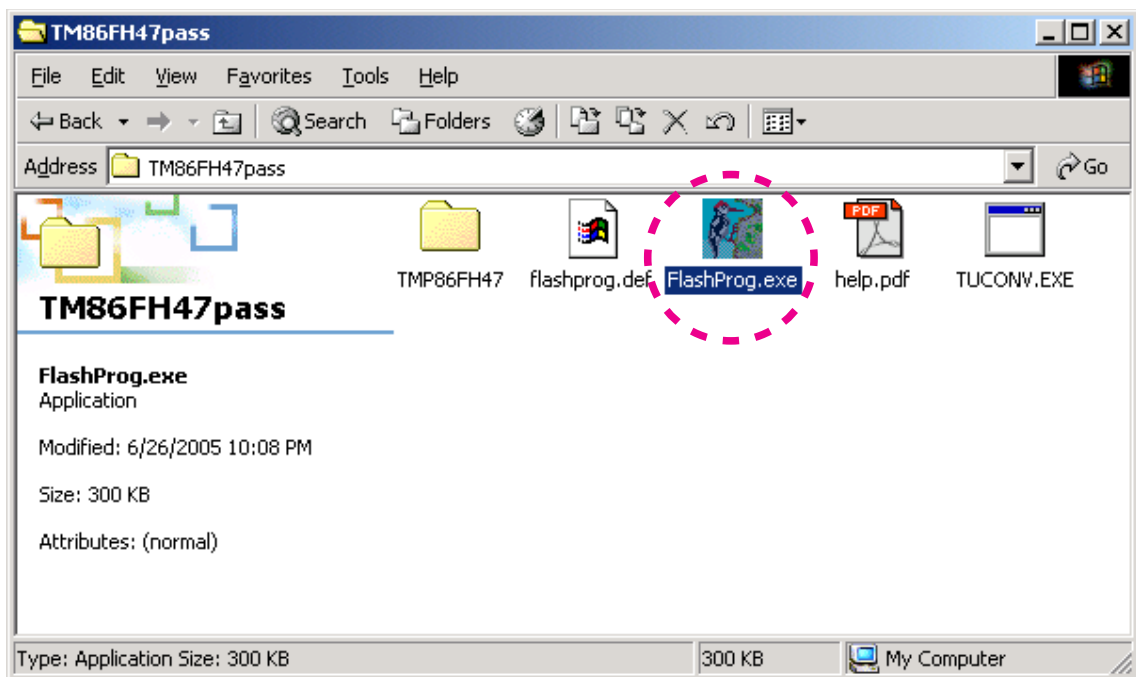 TM86FH47pass
File Edit View Favorites Tools Help
Back Search Folders
Address TM86FH47pass Go
PDF
TMP86FH47 flashprog.def FlashProg.exe help.pdf TUCONV.EXE
TM86FH47pass
FlashProg.exe
Application
Modified: 6/26/2005 10:08 PM
Size: 300 KB
Attributes: (normal)
Type: Application Size: 300 KB 300 KB My Computer